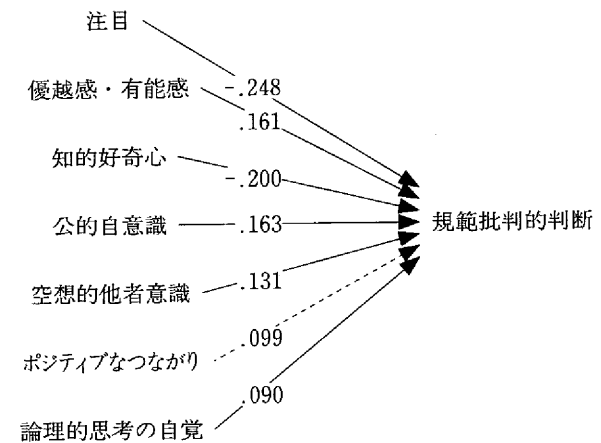 注目
-.248
優越感・有能感
.161
知的好奇心
-.200
公的自意識
-.163
規範批判的判断
空想的他者意識
.131
ポジティブなつながり
.099
論理的思考の自覚
.090